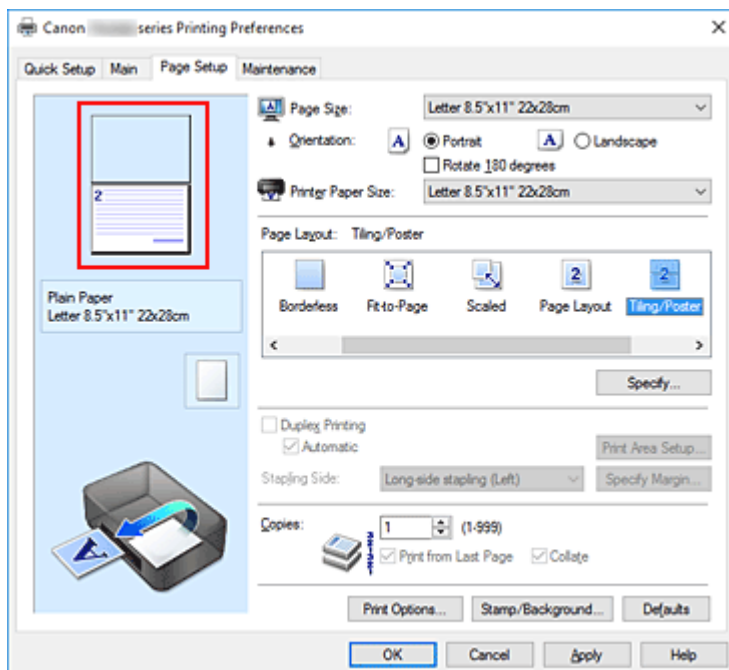 Canon series Printing Preferences
Quick Setup Main Page Setup Maintenance
2
Plain Paper
Letter 8.5"x11" 22x28cm
A
Page Size: Letter 8.5"x11" 22x28cm
Orientation: A Portrait A Landscape
Rotate 180 degrees
Printer Paper Size: Letter 8.5"x11" 22x28cm
Page Layout: Tiling/Poster
2 2
Borderless Fit-to-Page Scaled Page Layout Tiling/Poster
Specify...
Duplex Printing
Automatic Print Area Setup...
Stapling Side: Long-side stapling (Left) Specify Margin...
Copies: 1 (1-999)
Print from Last Page Collate
Print Options... Stamp/Background... Defaults
OK Cancel Apply Help